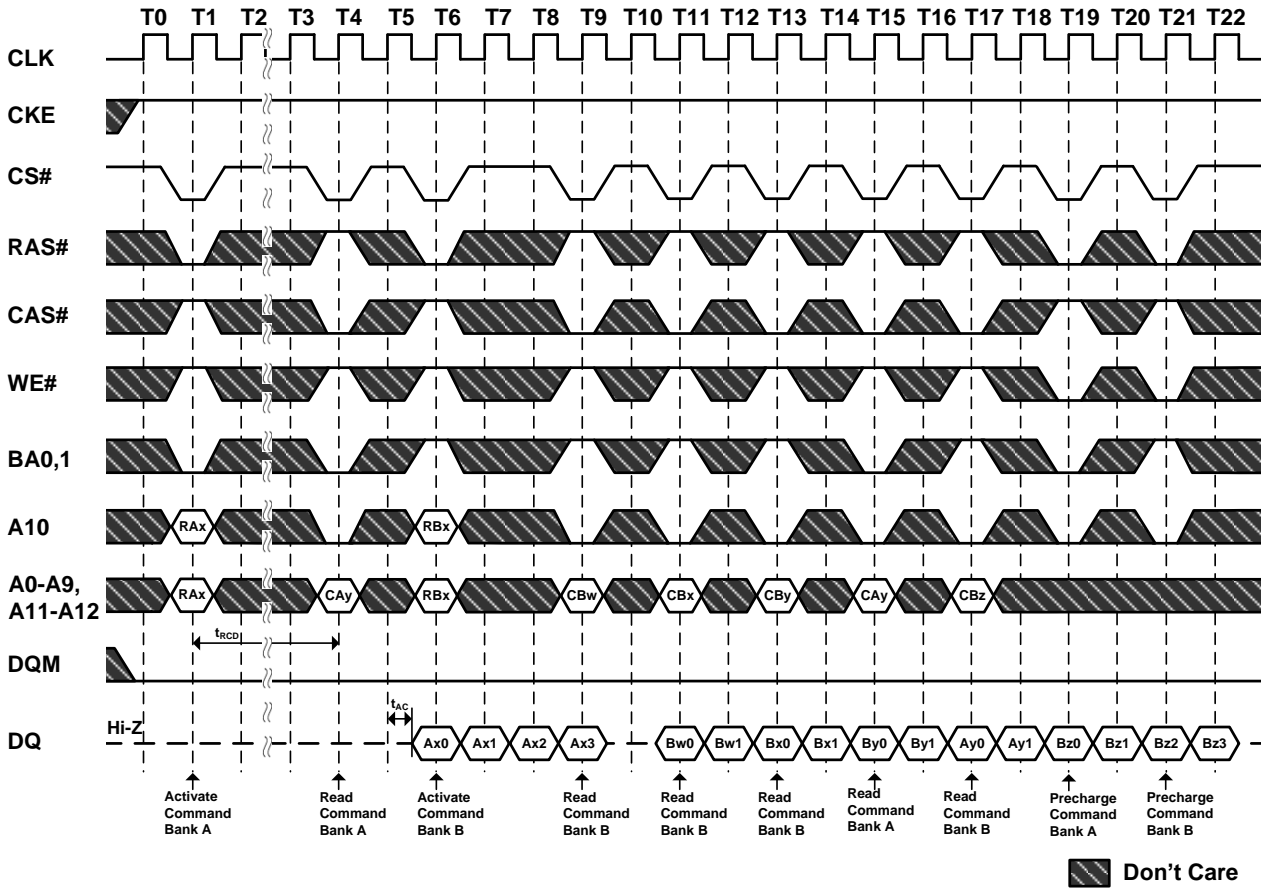 T0 T1 T2 T3 T4 T5 T6 T7 T8 T9 T10 T11 T12 T13 T14 T15 T16 T17 T18 T19 T20 T21 T22
CLK
CKE
CS#
RAS#
CAS#
WE#
BA0,1
A10 RAx RBx
A0-A9,
A11-A12 RAx CAy RBx CBw CBx CBy CAy CBz
tRCD
DQM
tAC
DQ Hi-Z Ax0 Ax1 Ax2 Ax3 Bw0 Bw1 Bx0 Bx1 By0 By1 Ay0 Ay1 Bz0 Bz1 Bz2 Bz3
Activate
Command
Bank A
Read
Command
Bank A
Activate
Command
Bank B
Read
Command
Bank B
Read
Command
Bank B
Read
Command
Bank B
Read
Command
Bank A
Read
Command
Bank B
Precharge
Command
Bank A
Precharge
Command
Bank B
Don't Care